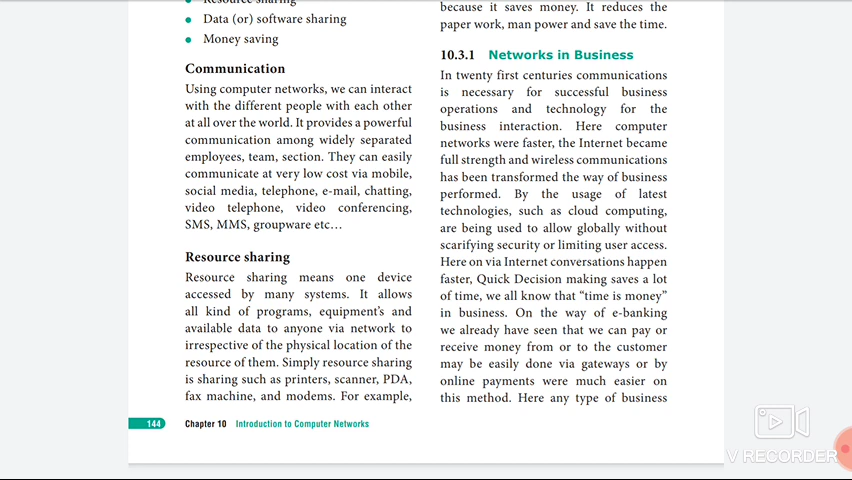 Resource sharing
Data (or) software sharing
Money saving
Communication
Using computer networks, we can interact
with the different people with each other
at all over the world. It provides a powerful
communication among widely separated
employees, team, section. They can easily
communicate at very low cost via mobile,
social media, telephone, e-mail, chatting,
video telephone, video conferencing,
SMS, MMS, groupware etc…
Resource sharing
Resource sharing means one device
accessed by many systems. It allows
all kind of programs, equipment's and
available data to anyone via network to
irrespective of the physical location of the
resource of them. Simply resource sharing
is sharing such as printers, scanner, PDA,
fax machine, and modems. For example,
because it saves money. It reduces the
paper work, man power and save the time.
10.3.1 Networks in Business
In twenty first centuries communications
is necessary for successful business
operations and technology for the
business interaction. Here computer
networks were faster, the Internet became
full strength and wireless communications
has been transformed the way of business
performed. By the usage of latest
technologies, such as cloud computing,
are being used to allow globally without
scarifying security or limiting user access.
Here on via Internet conversations happen
faster, Quick Decision making saves a lot
of time, we all know that “time is money”
in business. On the way of e-banking
we already have seen that we can pay or
receive money from or to the customer
may be easily done via gateways or by
online payments were much easier on
this method. Here any type of business
144 Chapter 10 Introduction to Computer Networks
V RECORDER